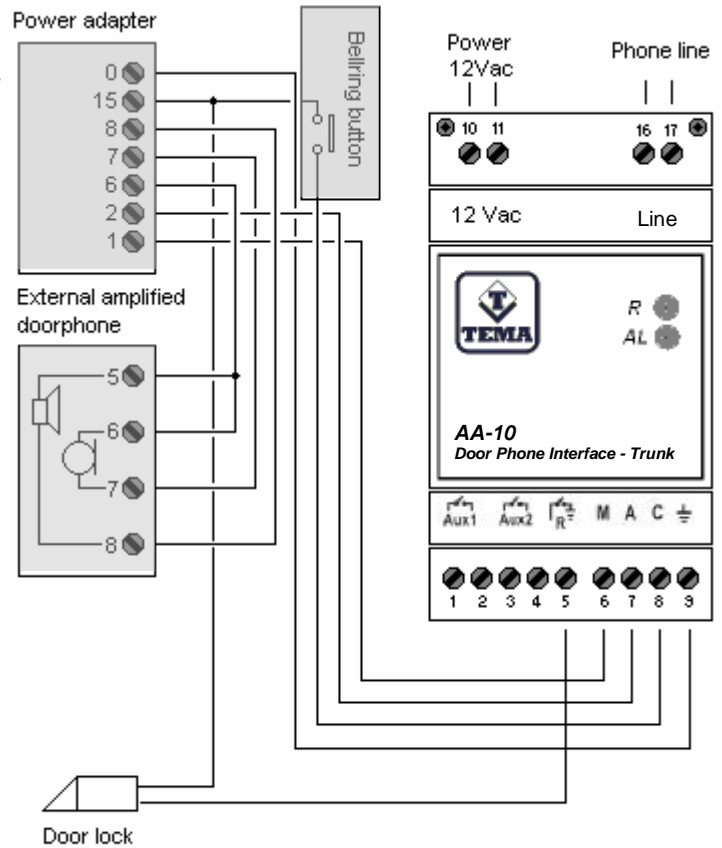 Power adapter
0
15
8
7
6
2
1
Bellring button
Power
12Vac
Phone line
10 11
16 17
12 Vac
Line
External amplified
doorphone
5
6
7
8
T
TEMA
R
AL
AA-10
Door Phone Interface - Trunk
Aux1 Aux2 R M A C
1 2 3 4 5 6 7 8 9
Door lock